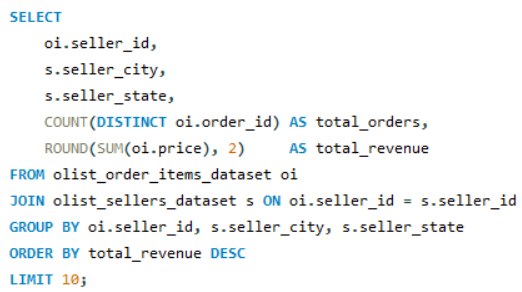 SELECT
    oi.seller_id,
    s.seller_city,
    s.seller_state,
    COUNT(DISTINCT oi.order_id) AS total_orders,
    ROUND(SUM(oi.price), 2)     AS total_revenue
FROM olist_order_items_dataset oi
JOIN olist_sellers_dataset s ON oi.seller_id = s.seller_id
GROUP BY oi.seller_id, s.seller_city, s.seller_state
ORDER BY total_revenue DESC
LIMIT 10;